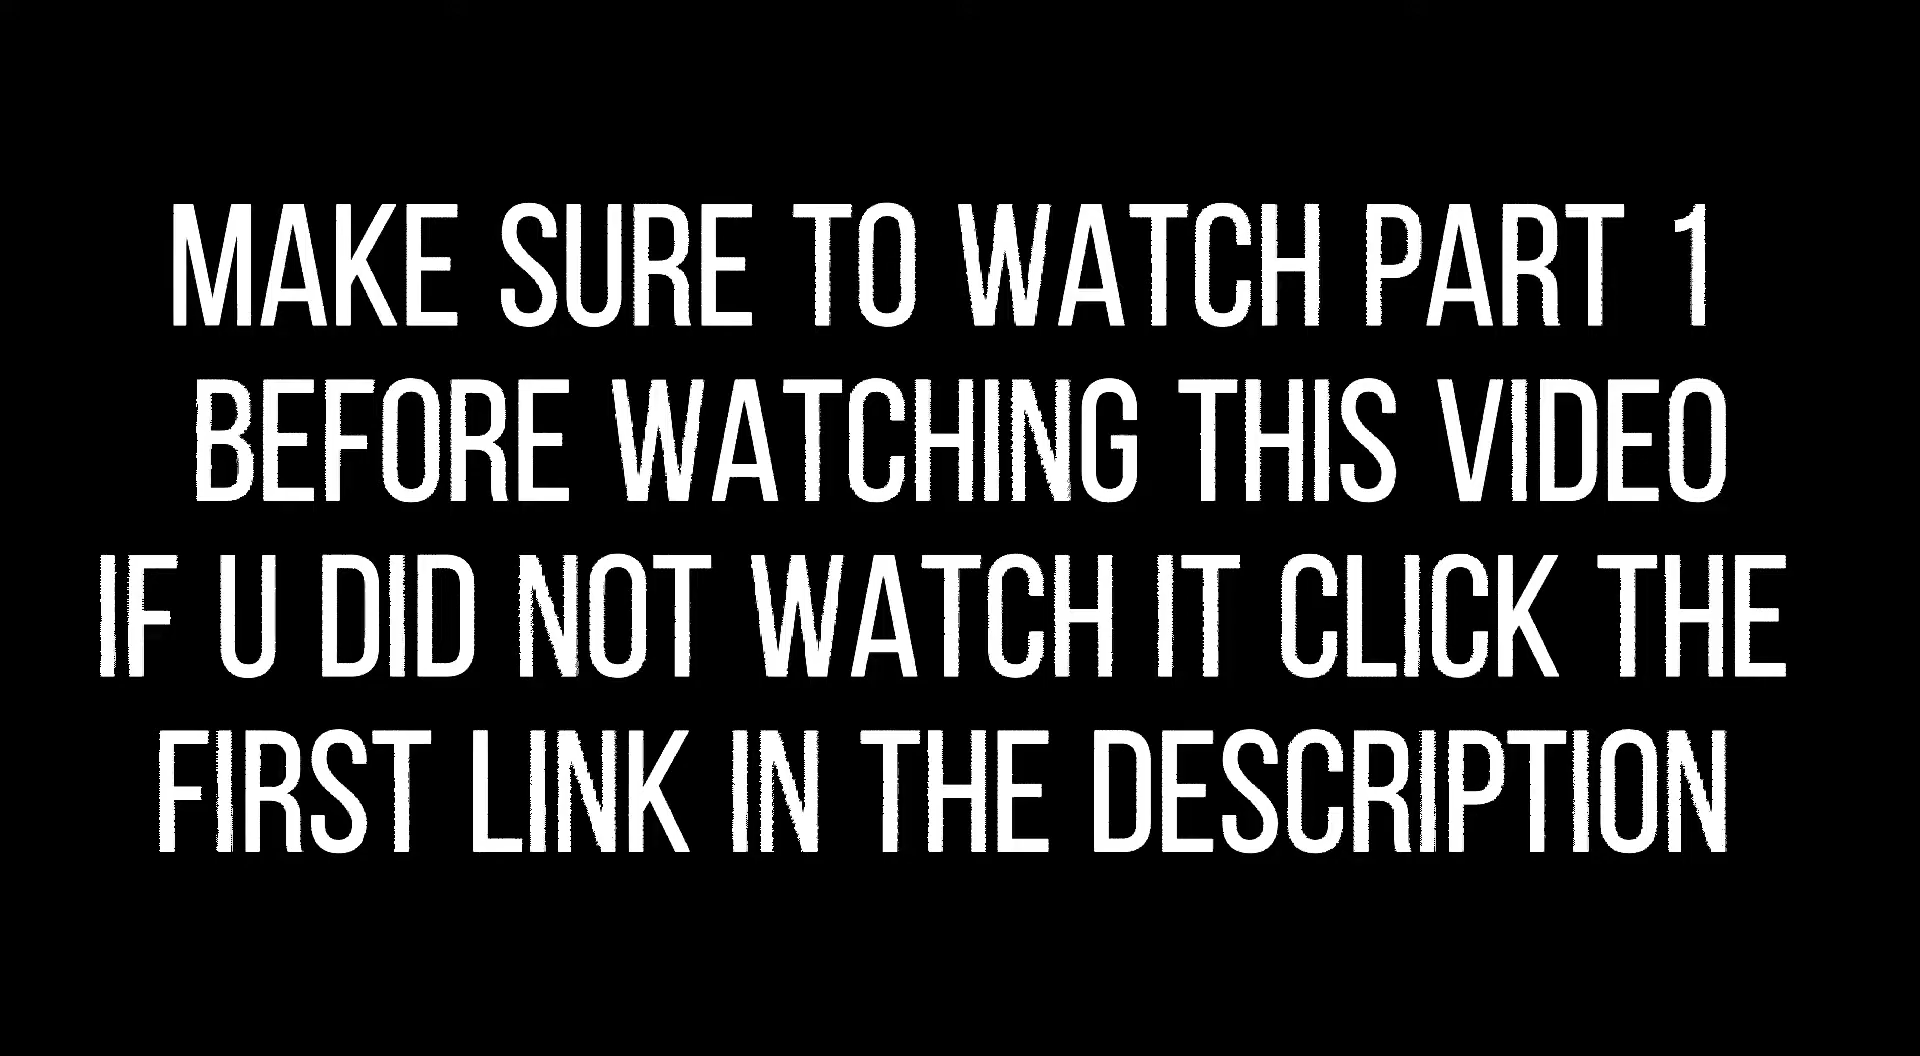 MAKE SURE TO WATCH PART 1
BEFORE WATCHING THIS VIDEO
IF U DID NOT WATCH IT CLICK THE
FIRST LINK IN THE DESCRIPTION